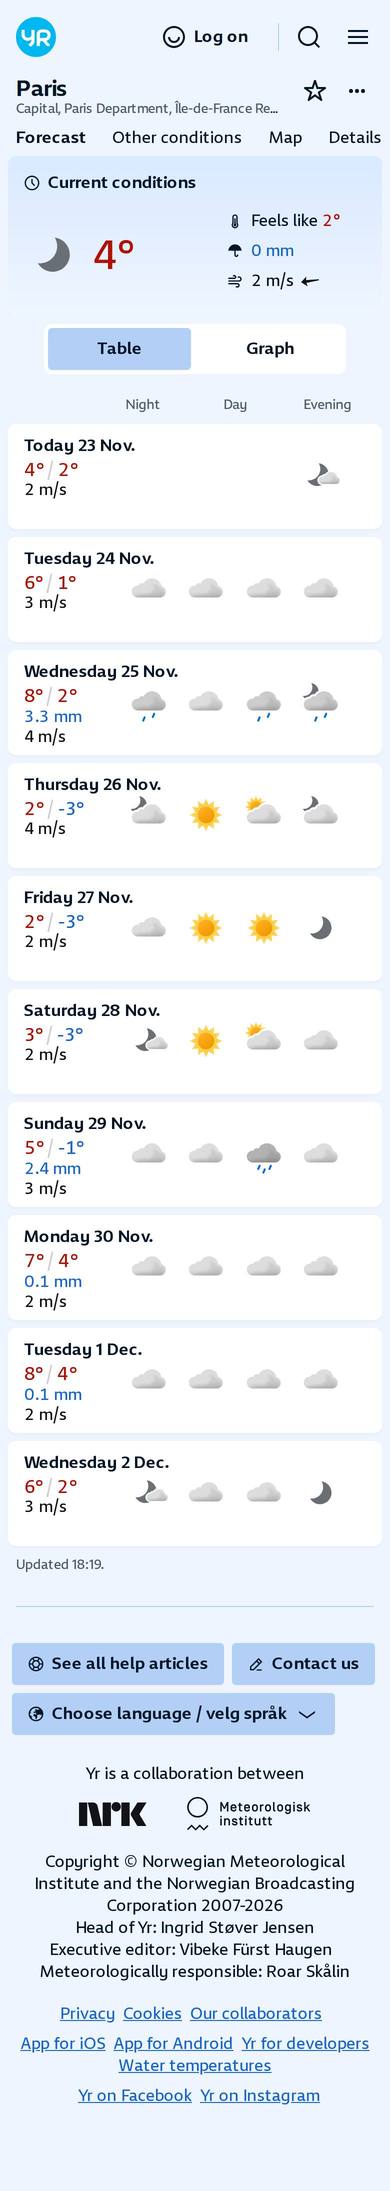 YR
Log on
Paris
Capital, Paris Department, Île-de-France Re...
Forecast Other conditions Map Details
Current conditions
4°
Feels like 2°
0 mm
2 m/s
Table Graph
Night Day Evening
Today 23 Nov.
4° / 2°
2 m/s
Tuesday 24 Nov.
6° / 1°
3 m/s
Wednesday 25 Nov.
8° / 2°
3.3 mm
4 m/s
Thursday 26 Nov.
2° / -3°
4 m/s
Friday 27 Nov.
2° / -3°
2 m/s
Saturday 28 Nov.
3° / -3°
2 m/s
Sunday 29 Nov.
5° / -1°
2.4 mm
3 m/s
Monday 30 Nov.
7° / 4°
0.1 mm
2 m/s
Tuesday 1 Dec.
8° / 4°
0.1 mm
2 m/s
Wednesday 2 Dec.
6° / 2°
3 m/s
Updated 18:19.
See all help articles Contact us
Choose language / velg språk
Yr is a collaboration between
NRK Meteorologisk
institutt
Copyright © Norwegian Meteorological
Institute and the Norwegian Broadcasting
Corporation 2007-2026
Head of Yr: Ingrid Støver Jensen
Executive editor: Vibeke Fürst Haugen
Meteorologically responsible: Roar Skålin
Privacy Cookies Our collaborators
App for iOS App for Android Yr for developers
Water temperatures
Yr on Facebook Yr on Instagram